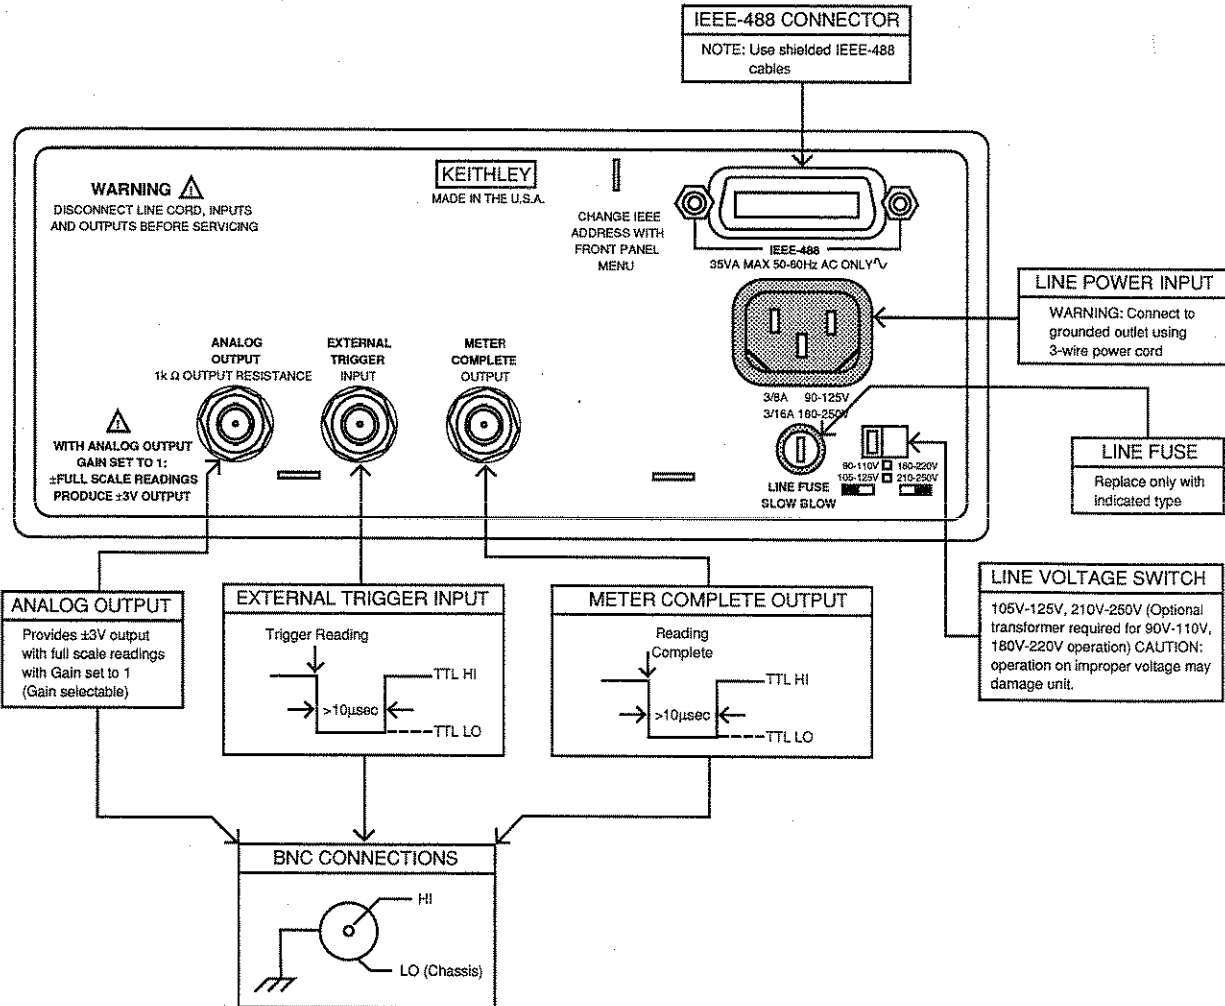 IEEE-488 CONNECTOR
NOTE: Use shielded IEEE-488
cables
WARNING
DISCONNECT LINE CORD, INPUTS
AND OUTPUTS BEFORE SERVICING
KEITHLEY
MADE IN THE U.S.A.
CHANGE IEEE
ADDRESS WITH
FRONT PANEL
MENU
IEEE-488
35VA MAX 50-60Hz AC ONLY
LINE POWER INPUT
WARNING: Connect to
grounded outlet using
3-wire power cord
ANALOG
OUTPUT
1k Ω OUTPUT RESISTANCE
EXTERNAL
TRIGGER
INPUT
METER
COMPLETE
OUTPUT
3/8A 90-125V
3/16A 180-250V
WITH ANALOG OUTPUT
GAIN SET TO 1:
±FULL SCALE READINGS
PRODUCE ±3V OUTPUT
LINE FUSE
SLOW BLOW
90-110V 180-220V
105-125V 210-250V
LINE FUSE
Replace only with
indicated type
LINE VOLTAGE SWITCH
105V-125V, 210V-250V (Optional
transformer required for 90V-110V,
180V-220V operation) CAUTION:
operation on improper voltage may
damage unit.
ANALOG OUTPUT
Provides ±3V output
with full scale readings
with Gain set to 1
(Gain selectable)
EXTERNAL TRIGGER INPUT
Trigger Reading
TTL HI
>10µsec
TTL LO
METER COMPLETE OUTPUT
Reading
Complete
TTL HI
>10µsec
TTL LO
BNC CONNECTIONS
HI
LO (Chassis)